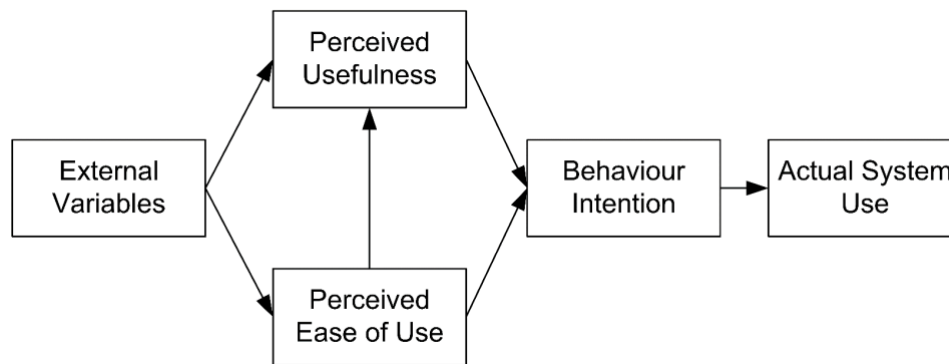 Perceived
Usefulness
External
Variables
Behaviour
Intention
Actual System
Use
Perceived
Ease of Use